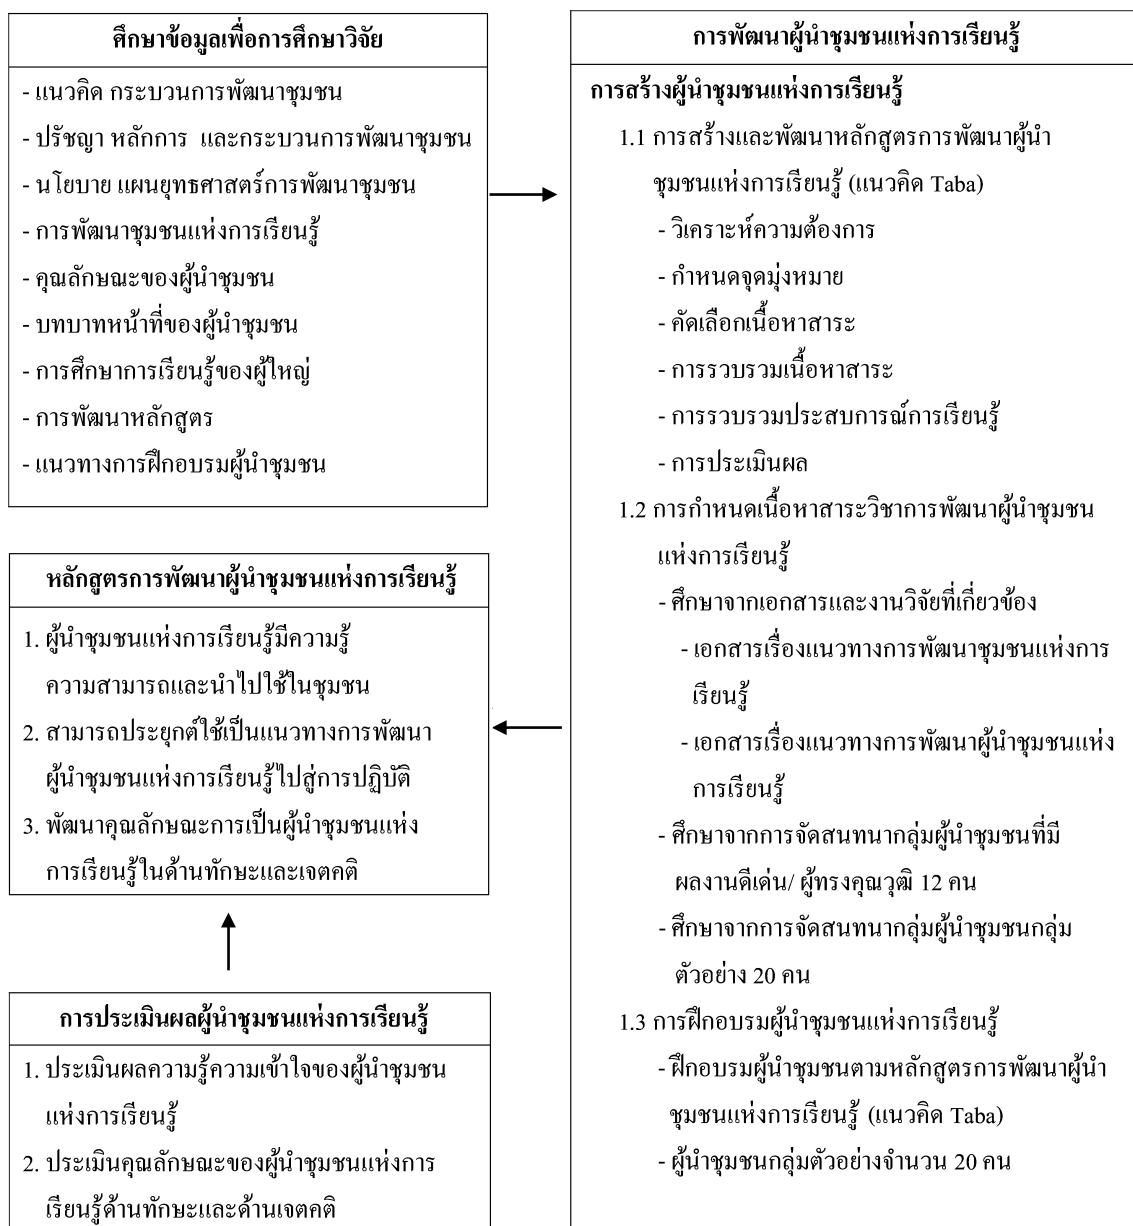 ศึกษาข้อมูลเพื่อการศึกษาวิจัย
- แนวคิด กระบวนการพัฒนาชุมชน
- ปรัชญา หลักการ และกระบวนการพัฒนาชุมชน
- นโยบาย แผนยุทธศาสตร์การพัฒนาชุมชน
- การพัฒนาชุมชนแห่งการเรียนรู้
- คุณลักษณะของผู้นำชุมชน
- บทบาทหน้าที่ของผู้นำชุมชน
- การศึกษาการเรียนรู้ของผู้ใหญ่
- การพัฒนาหลักสูตร
- แนวทางการฝึกอบรมผู้นำชุมชน
การพัฒนาผู้นำชุมชนแห่งการเรียนรู้
การสร้างผู้นำชุมชนแห่งการเรียนรู้
1.1 การสร้างและพัฒนาหลักสูตรการพัฒนาผู้นำ
ชุมชนแห่งการเรียนรู้ (แนวคิด Taba)
- วิเคราะห์ความต้องการ
- กำหนดจุดมุ่งหมาย
- คัดเลือกเนื้อหาสาระ
- การรวบรวมเนื้อหาสาระ
- การรวบรวมประสบการณ์การเรียนรู้
- การประเมินผล
1.2 การกำหนดเนื้อหาสาระวิชาการพัฒนาผู้นำชุมชน
แห่งการเรียนรู้
- ศึกษาจากเอกสารและงานวิจัยที่เกี่ยวข้อง
- เอกสารเรื่องแนวทางการพัฒนาชุมชนแห่งการ
เรียนรู้
- เอกสารเรื่องแนวทางการพัฒนาผู้นำชุมชนแห่ง
การเรียนรู้
- ศึกษาจากการจัดสนทนากลุ่มผู้นำชุมชนที่มี
ผลงานดีเด่น/ ผู้ทรงคุณวุฒิ 12 คน
- ศึกษาจากการจัดสนทนากลุ่มผู้นำชุมชนกลุ่ม
ตัวอย่าง 20 คน
1.3 การฝึกอบรมผู้นำชุมชนแห่งการเรียนรู้
- ฝึกอบรมผู้นำชุมชนตามหลักสูตรการพัฒนาผู้นำ
ชุมชนแห่งการเรียนรู้ (แนวคิด Taba)
- ผู้นำชุมชนกลุ่มตัวอย่างจำนวน 20 คน
หลักสูตรการพัฒนาผู้นำชุมชนแห่งการเรียนรู้
1. ผู้นำชุมชนแห่งการเรียนรู้มีความรู้
ความสามารถและนำไปใช้ในชุมชน
2. สามารถประยุกต์ใช้เป็นแนวทางการพัฒนา
ผู้นำชุมชนแห่งการเรียนรู้ไปสู่การปฏิบัติ
3. พัฒนาคุณลักษณะการเป็นผู้นำชุมชนแห่ง
การเรียนรู้ในด้านทักษะและเจตคติ
การประเมินผลผู้นำชุมชนแห่งการเรียนรู้
1. ประเมินผลความรู้ความเข้าใจของผู้นำชุมชน
แห่งการเรียนรู้
2. ประเมินคุณลักษณะของผู้นำชุมชนแห่งการ
เรียนรู้ด้านทักษะและด้านเจตคติ